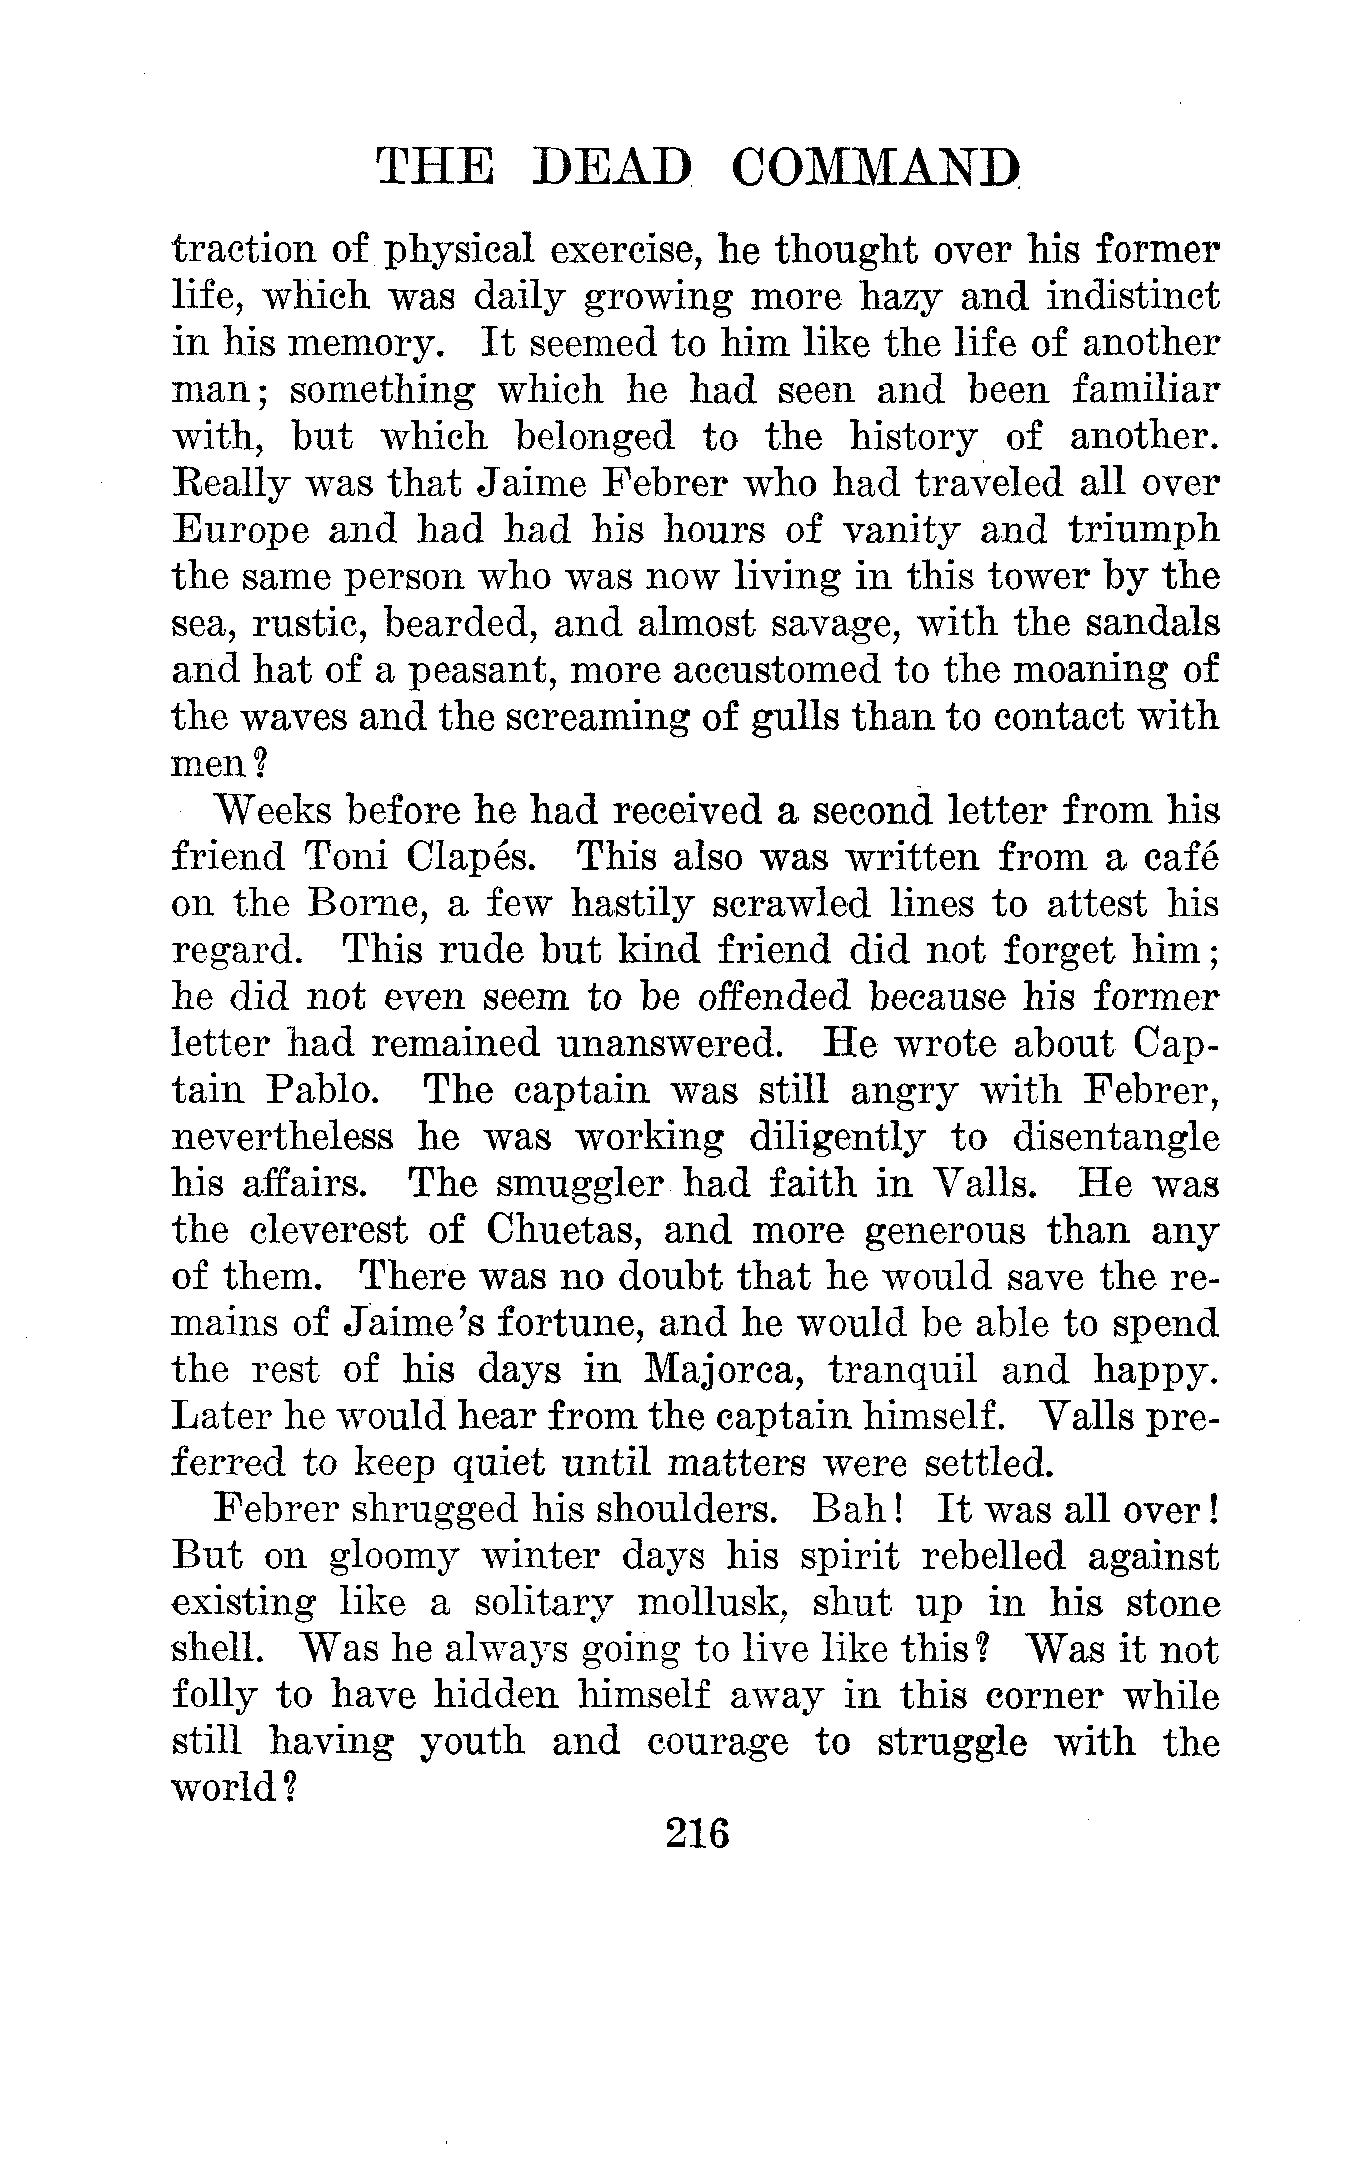 THE DEAD COMMAND
traction of physical exercise, he thought over his former
life, which was daily growing more hazy and indistinct
in his memory. It seemed to him like the life of another
man; something which he had seen and been familiar
with, but which belonged to the history of another.
Really was that Jaime Febrer who had traveled all over
Europe and had had his hours of vanity and triumph
the same person who was now living in this tower by the
sea, rustic, bearded, and almost savage, with the sandals
and hat of a peasant, more accustomed to the moaning of
the waves and the screaming of gulls than to contact with
men?
Weeks before he had received a second letter from his
friend Toni Clapés. This also was written from a café
on the Borne, a few hastily scrawled lines to attest his
regard. This rude but kind friend did not forget him;
he did not even seem to be offended because his former
letter had remained unanswered. He wrote about Cap-
tain Pablo. The captain was still angry with Febrer,
nevertheless he was working diligently to disentangle
his affairs. The smuggler had faith in Valls. He was
the cleverest of Chuetas, and more generous than any
of them. There was no doubt that he would save the re-
mains of Jaime's fortune, and he would be able to spend
the rest of his days in Majorca, tranquil and happy.
Later he would hear from the captain himself. Valls pre-
ferred to keep quiet until matters were settled.
Febrer shrugged his shoulders. Bah! It was all over!
But on gloomy winter days his spirit rebelled against
existing like a solitary mollusk, shut up in his stone
shell. Was he always going to live like this? Was it not
folly to have hidden himself away in this corner while
still having youth and courage to struggle with the
world?
216